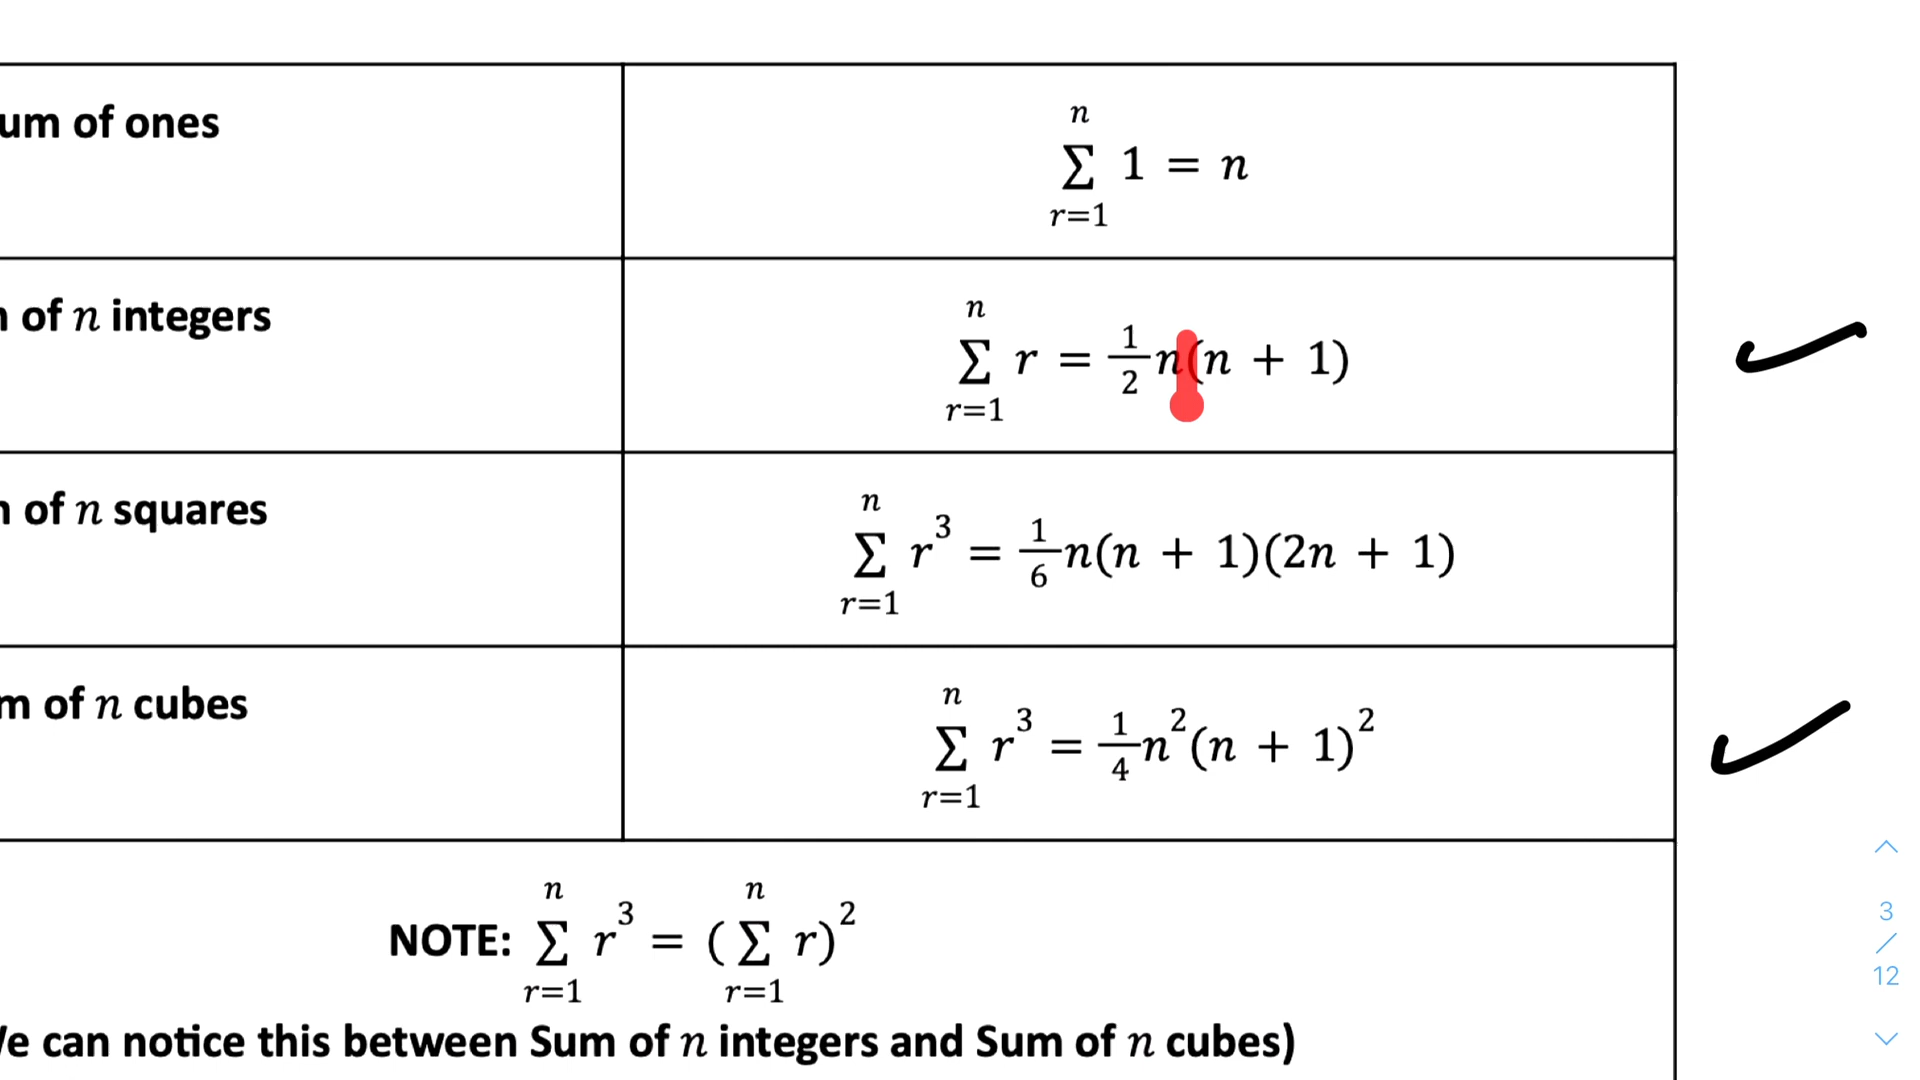 um of ones
n
∑ 1 = n
r=1
of n integers
n
∑ r = 1/2 n(n + 1)
r=1
of n squares
n
∑ r³ = 1/6 n(n + 1)(2n + 1)
r=1
m of n cubes
n
∑ r³ = 1/4 n²(n + 1)²
r=1
n n
NOTE: ∑ r³ = (∑ r)²
r=1 r=1
e can notice this between Sum of n integers and Sum of n cubes)
3
/
12